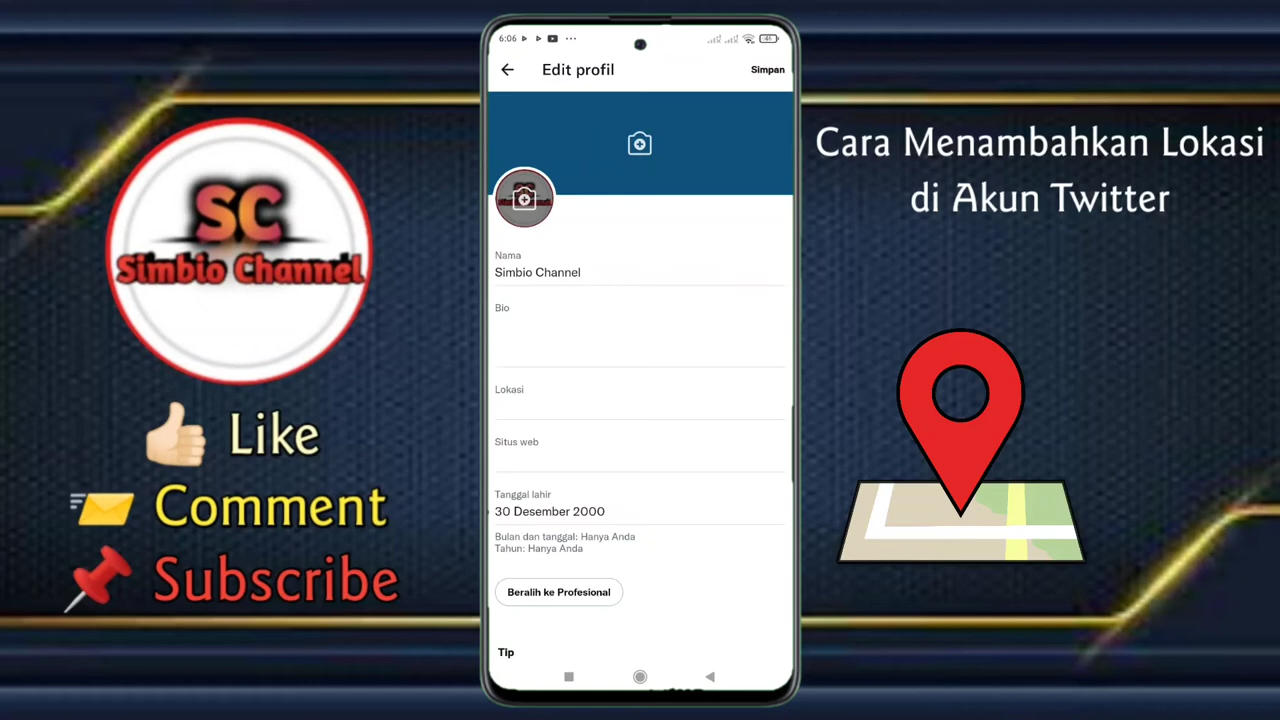 SC
Simbio Channel
Like
Comment
Subscribe
6:06
Edit profil
Simpan
Nama
Simbio Channel
Bio
Lokasi
Situs web
Tanggal lahir
30 Desember 2000
Bulan dan tanggal: Hanya Anda
Tahun: Hanya Anda
Beralih ke Profesional
Tip
Cara Menambahkan Lokasi
di Akun Twitter